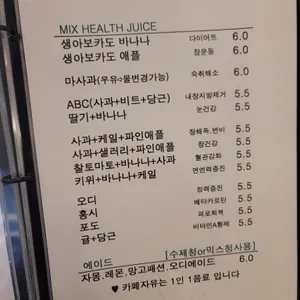 MIX HEALTH JUICE
생아보카도 바나나 다이어트 6.0
생아보카도 애플 장운동 6.0
마사과(우유⇨물변경가능) 숙취해소 6.0
ABC(사과+비트+당근) 내장지방제거 5.5
딸기+바나나 눈건강 5.5
사과+케일+파인애플 장해독,변비 5.5
사과+샐러리+파인애플 장건강 5.5
찰토마토+바나나+사과 혈관강화 5.5
키위+바나나+케일 면연력증진 5.5
오디 정력증진 5.5
홍시 베타카로틴 5.5
포도 피로회복 5.5
귤+당근 비타민A황제 5.5
에이드 [수제청or믹스청사용]
자몽.레몬.망고패션.오디에이드 6.0
♥ 카페자유는 1인 1음료 입니다